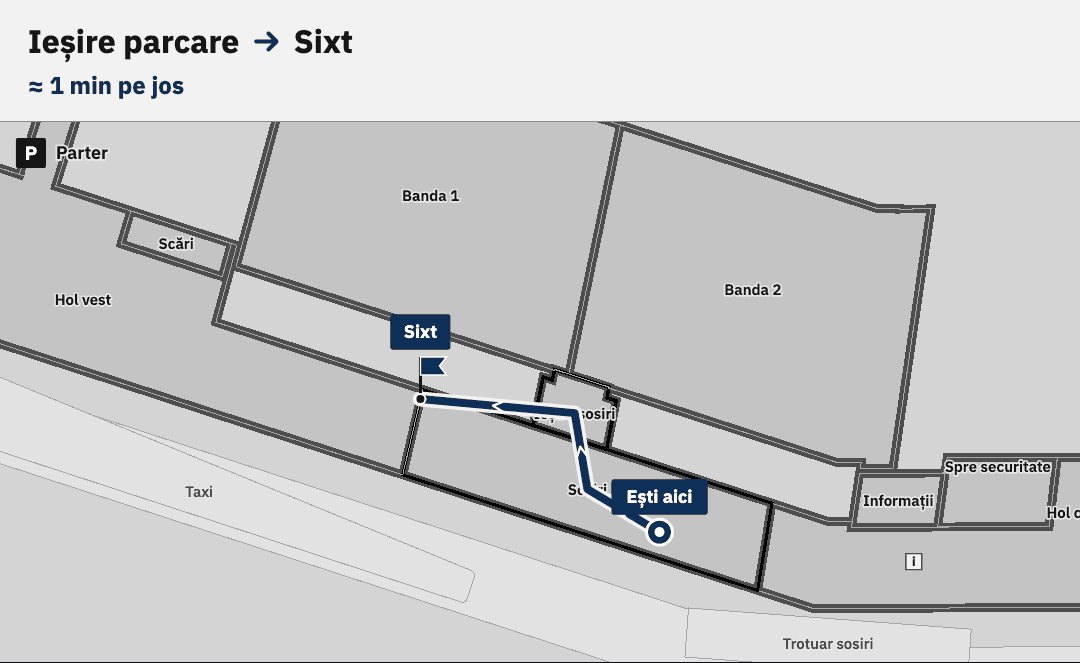 Ieșire parcare → Sixt
≈ 1 min pe jos
P Parter
Banda 1
Scări
Banda 2
Hol vest
Sixt
sosiri
Spre securitate
Taxi
Ești aici
Informații
Hol c
i
Trotuar sosiri